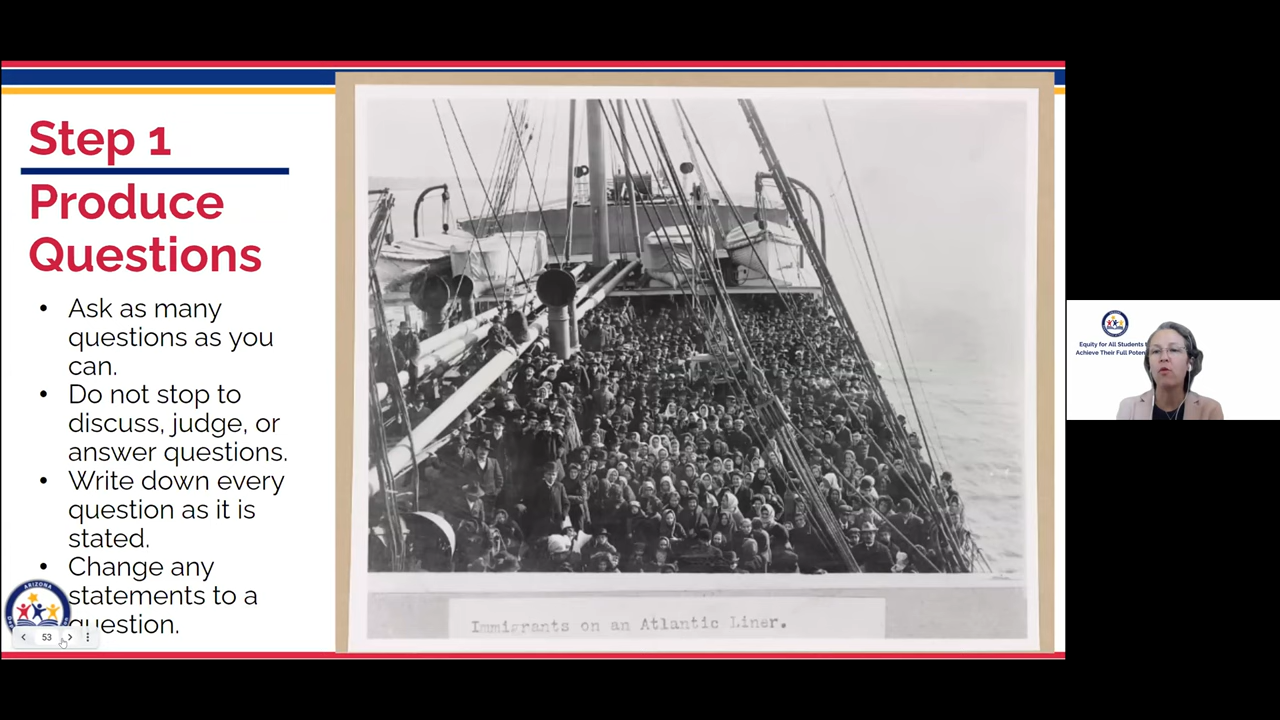 Step 1
Produce
Questions
• Ask as many
questions as you
can.
• Do not stop to
discuss, judge, or
answer questions.
• Write down every
question as it is
stated.
• Change any
statements to a
question.
ARIZONA
53
Immigrants on an Atlantic Liner.
Equity for All Students
Achieve Their Full